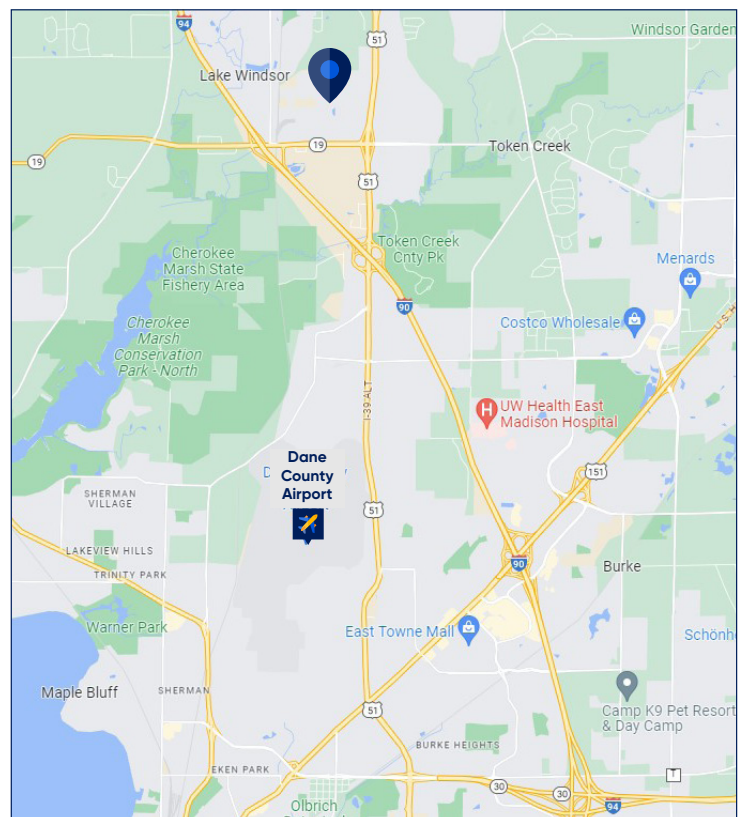 94
51
Windsor Garden
Lake Windsor
19
19
Token Creek
51
Token Creek
Cnty Pk
Cherokee
Marsh State
Fishery Area
Menards
90
Costco Wholesale
U.S.H
Cherokee
Marsh
Conservation
Park - North
I-39 ALT
UW Health East
Madison Hospital
H
Dane
County
Airport
D
y
151
SHERMAN
VILLAGE
51
LAKEVIEW HILLS
TRINITY PARK
90
Burke
Warner Park
East Towne Mall
Schönh
Maple Bluff
SHERMAN
51
Camp K9 Pet Resort
& Day Camp
BURKE HEIGHTS
EKEN PARK
T
30
30
94
Olbrich